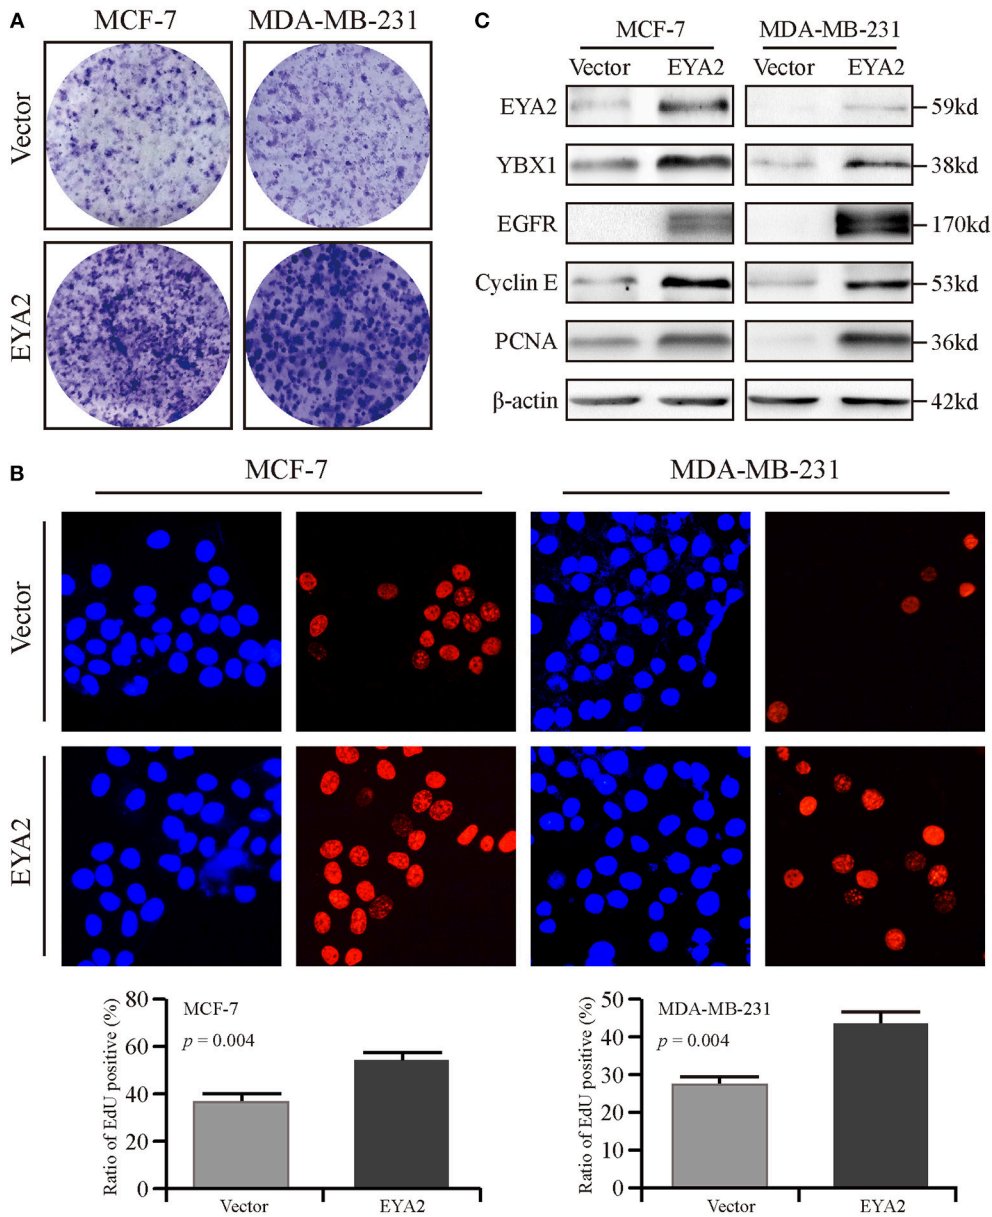 A
MCF-7 MDA-MB-231
Vector
EYA2
C
MCF-7 MDA-MB-231
Vector EYA2 Vector EYA2
EYA2 59kd
YBX1 38kd
EGFR 170kd
Cyclin E 53kd
PCNA 36kd
β-actin 42kd
B
MCF-7 MDA-MB-231
Vector
EYA2
Ratio of EdU positive (%)
80
60
40
20
0
MCF-7
p = 0.004
Vector EYA2
Ratio of EdU positive (%)
50
40
30
20
10
0
MDA-MB-231
p = 0.004
Vector EYA2